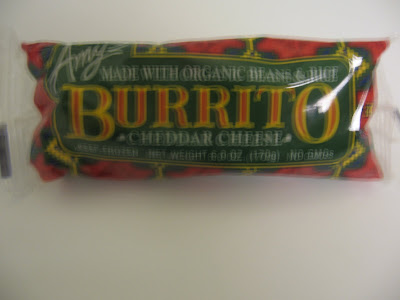 Amy's
MADE WITH ORGANIC BEANS & RICE
BURRITO
CHEDDAR CHEESE
KEEP FROZEN NET WEIGHT 6.0 OZ. (170g) NO GMOs